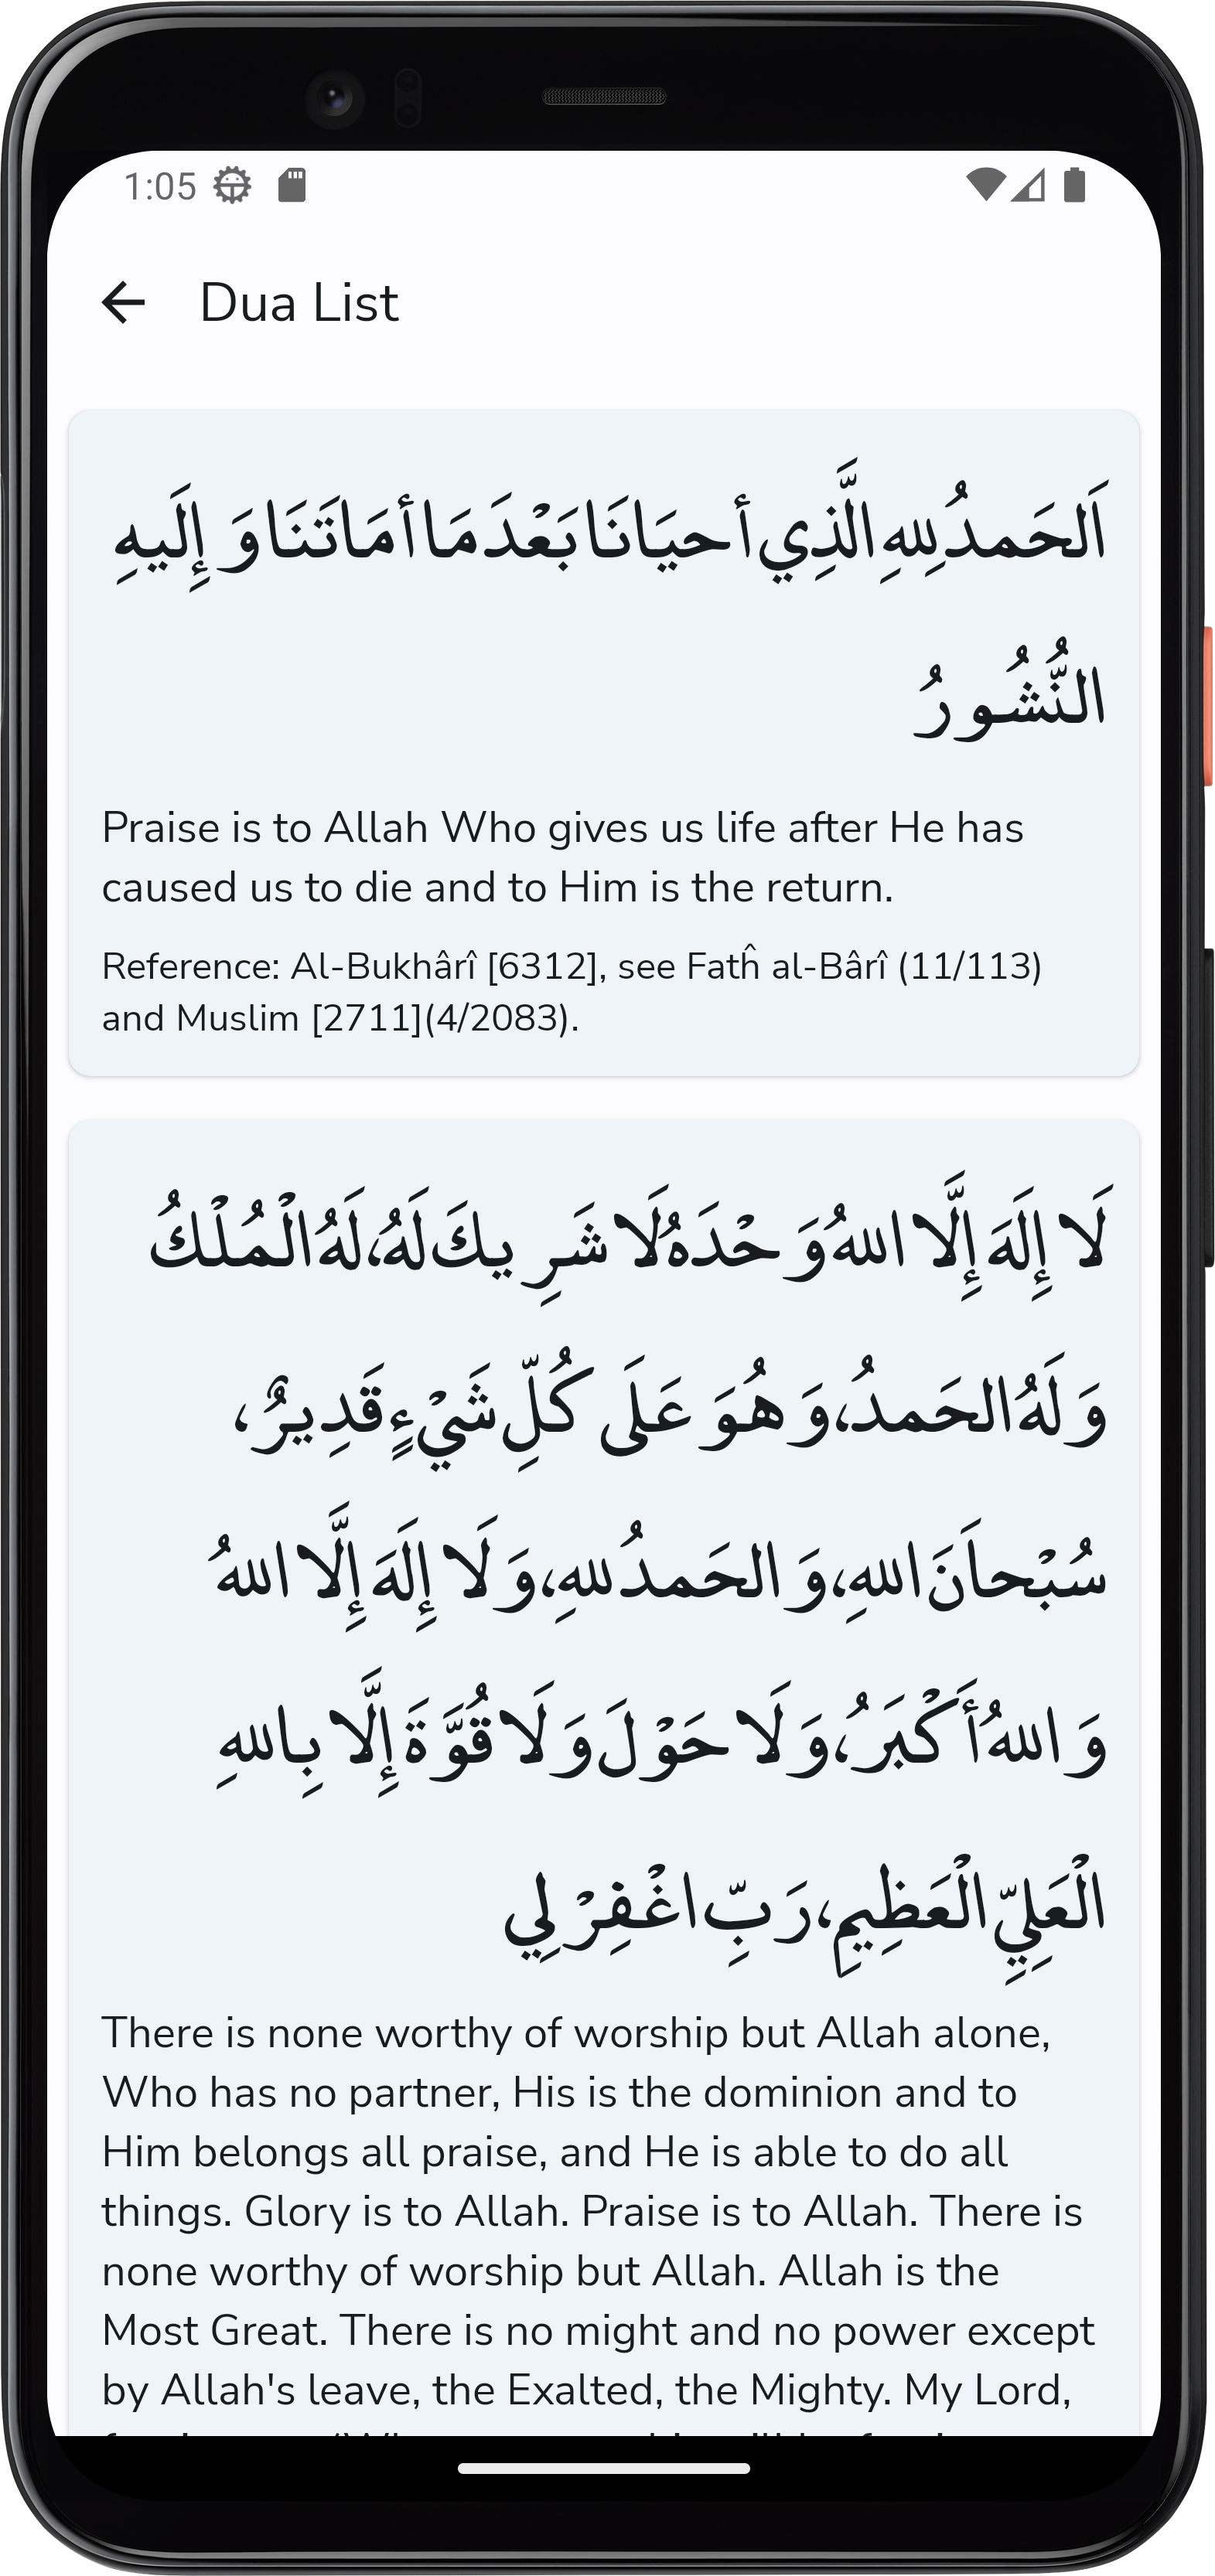 1:05
Dua List
اَلحَمدُ لِلهِ الَّذِي أحيَانَا بَعْدَ مَا أمَاتَنَا وَ إِلَيهِ
النُّشُورُ
Praise is to Allah Who gives us life after He has
caused us to die and to Him is the return.
Reference: Al-Bukhârî [6312], see Fatĥ al-Bârî (11/113)
and Muslim [2711](4/2083).
لَا إِلَهَ إِلَّا اللهُ وَحْدَهُ لَا شَرِيكَ لَهُ، لَهُ الْمُلْكُ
وَلَهُ الحَمدُ، وَهُوَ عَلَى كُلِّ شَيْءٍ قَدِيرٌ،
سُبْحاَنَ اللهِ، وَالحَمدُ للهِ، وَلَا إِلَهَ إِلَّا اللهُ
وَاللهُ أَكْبَرُ، وَلَا حَوْلَ وَلَا قُوَّةَ إِلَّا بِاللهِ
الْعَلِيِّ الْعَظِيمِ، رَبِّ اغْفِرْ لِي
There is none worthy of worship but Allah alone,
Who has no partner, His is the dominion and to
Him belongs all praise, and He is able to do all
things. Glory is to Allah. Praise is to Allah. There is
none worthy of worship but Allah. Allah is the
Most Great. There is no might and no power except
by Allah's leave, the Exalted, the Mighty. My Lord,